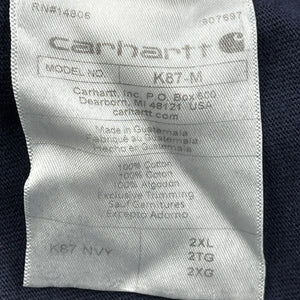 RN#14806 907697
carhartt
MODEL NO. K87-M
Carhartt, Inc. P.O. Box 600
Dearborn, MI 48121 USA
carhartt.com
Made in Guatemala
Fabriqué au Guatemala
Hecho en Guatemala
100% Cotton
100% Coton
100% Algodon
Exclusive Trimming
Sauf Garnitures
Excepto Adorno
K87 NVY 2XL
2TG
2XG